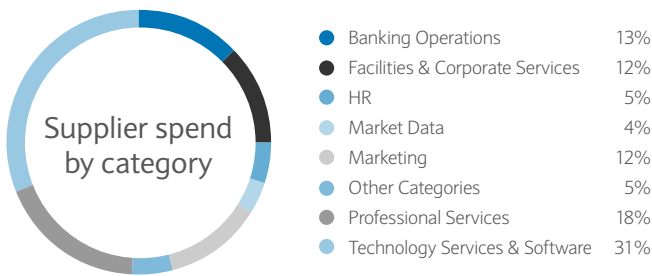 Supplier spend
by category
Banking Operations 13%
Facilities & Corporate Services 12%
HR 5%
Market Data 4%
Marketing 12%
Other Categories 5%
Professional Services 18%
Technology Services & Software 31%